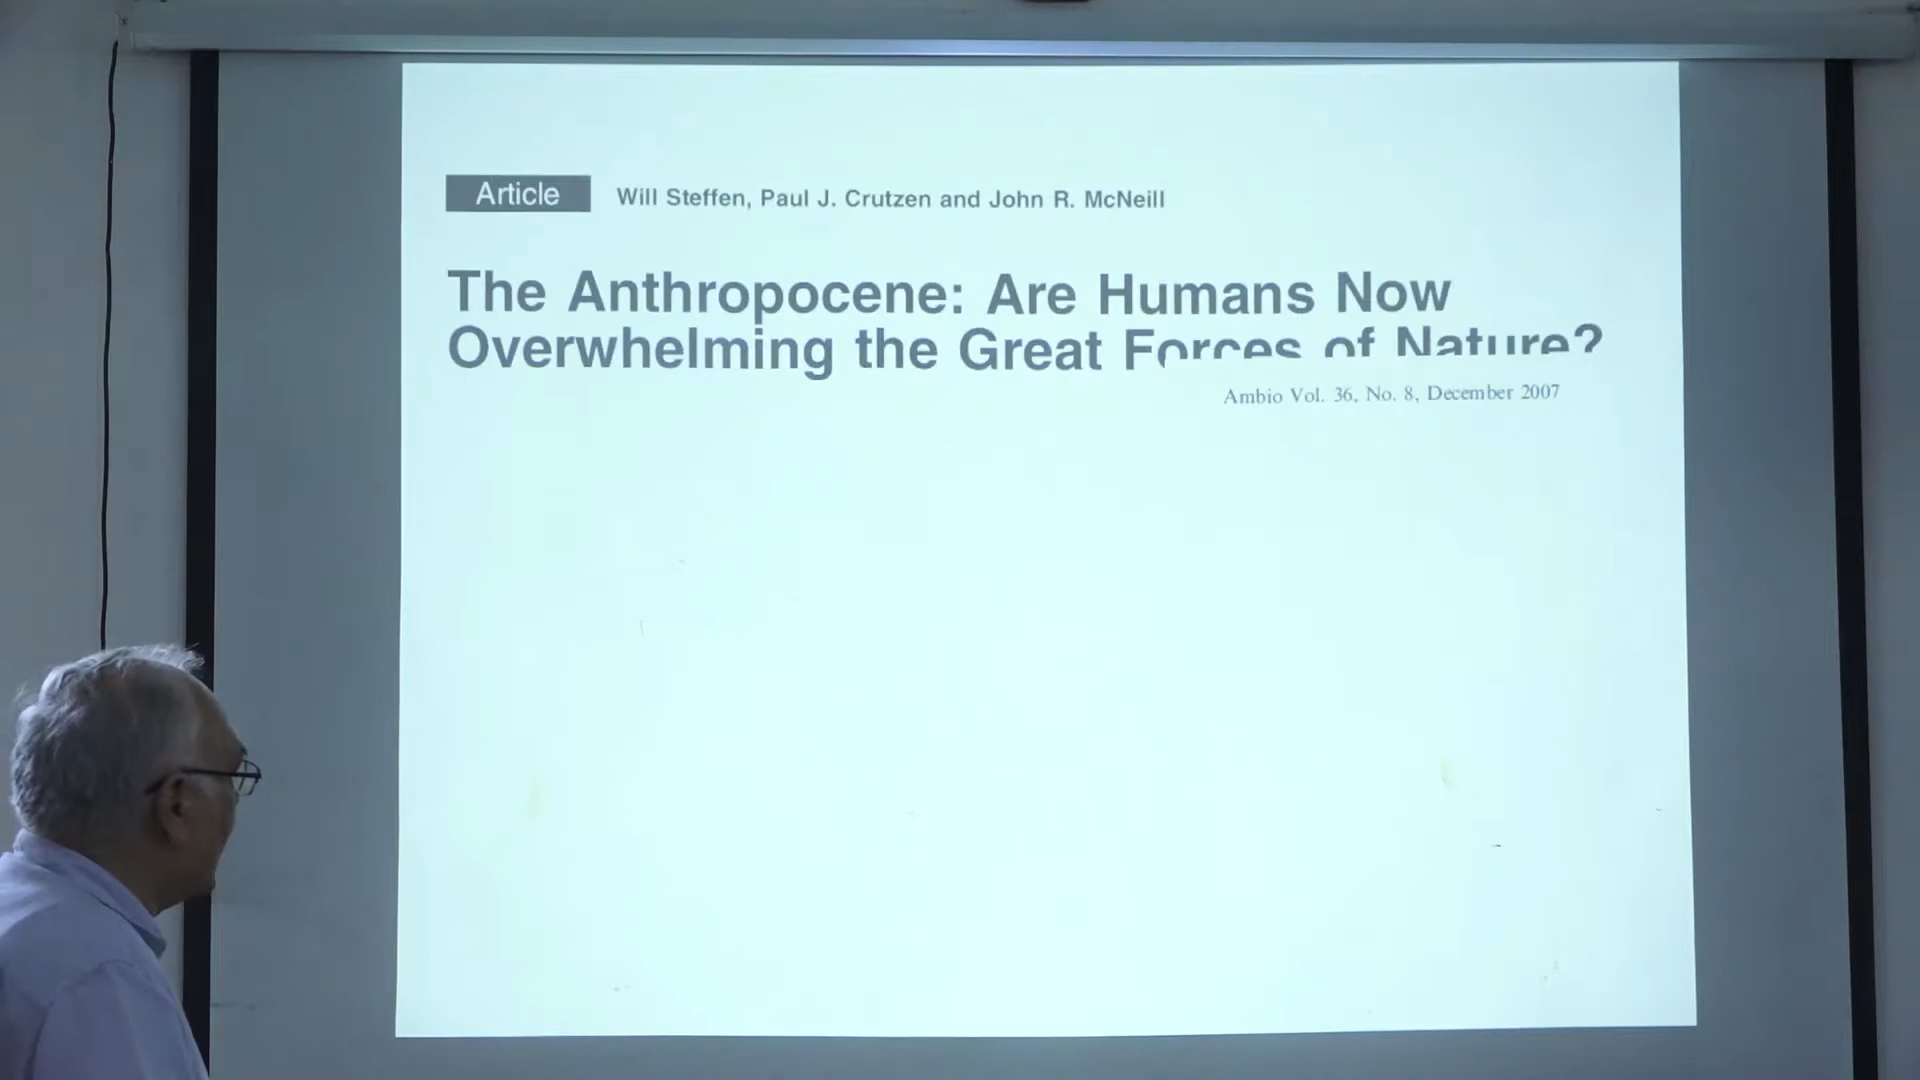 Article
Will Steffen, Paul J. Crutzen and John R. McNeill
The Anthropocene: Are Humans Now
Overwhelming the Great Forces of Nature?
Ambio Vol. 36, No. 8, December 2007